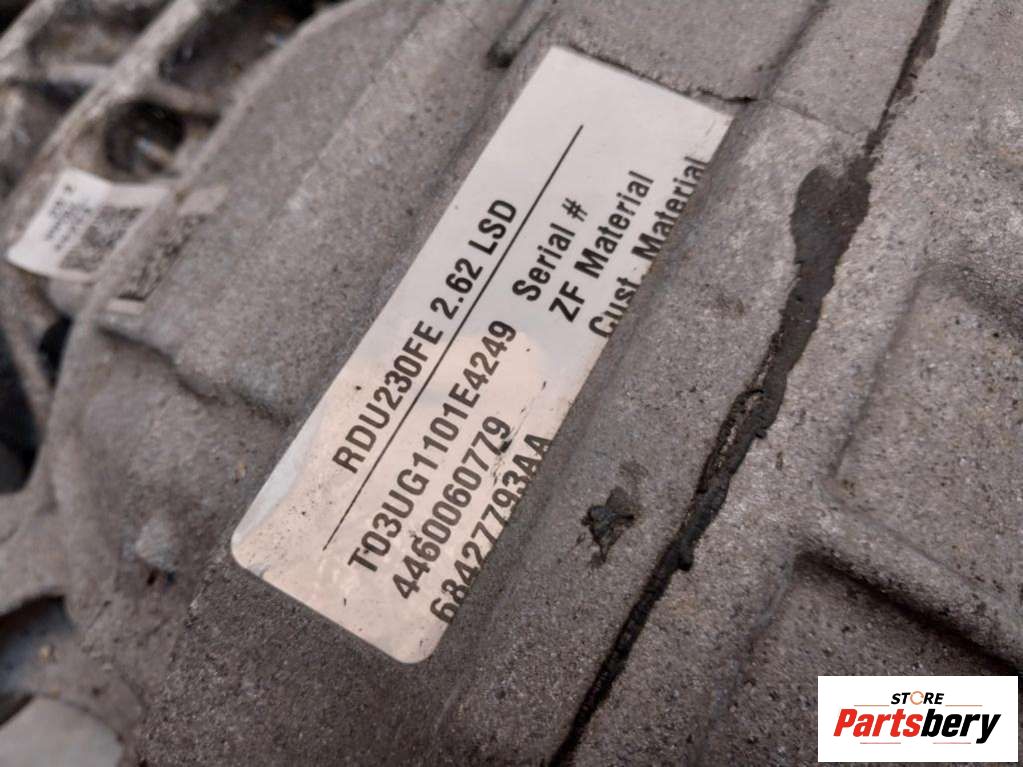 RDU230FE 2.62 LSD
T03UG1101E4249 Serial #
4460060779 ZF Material
68427793AA Cust. Material
STORE
Partsbery